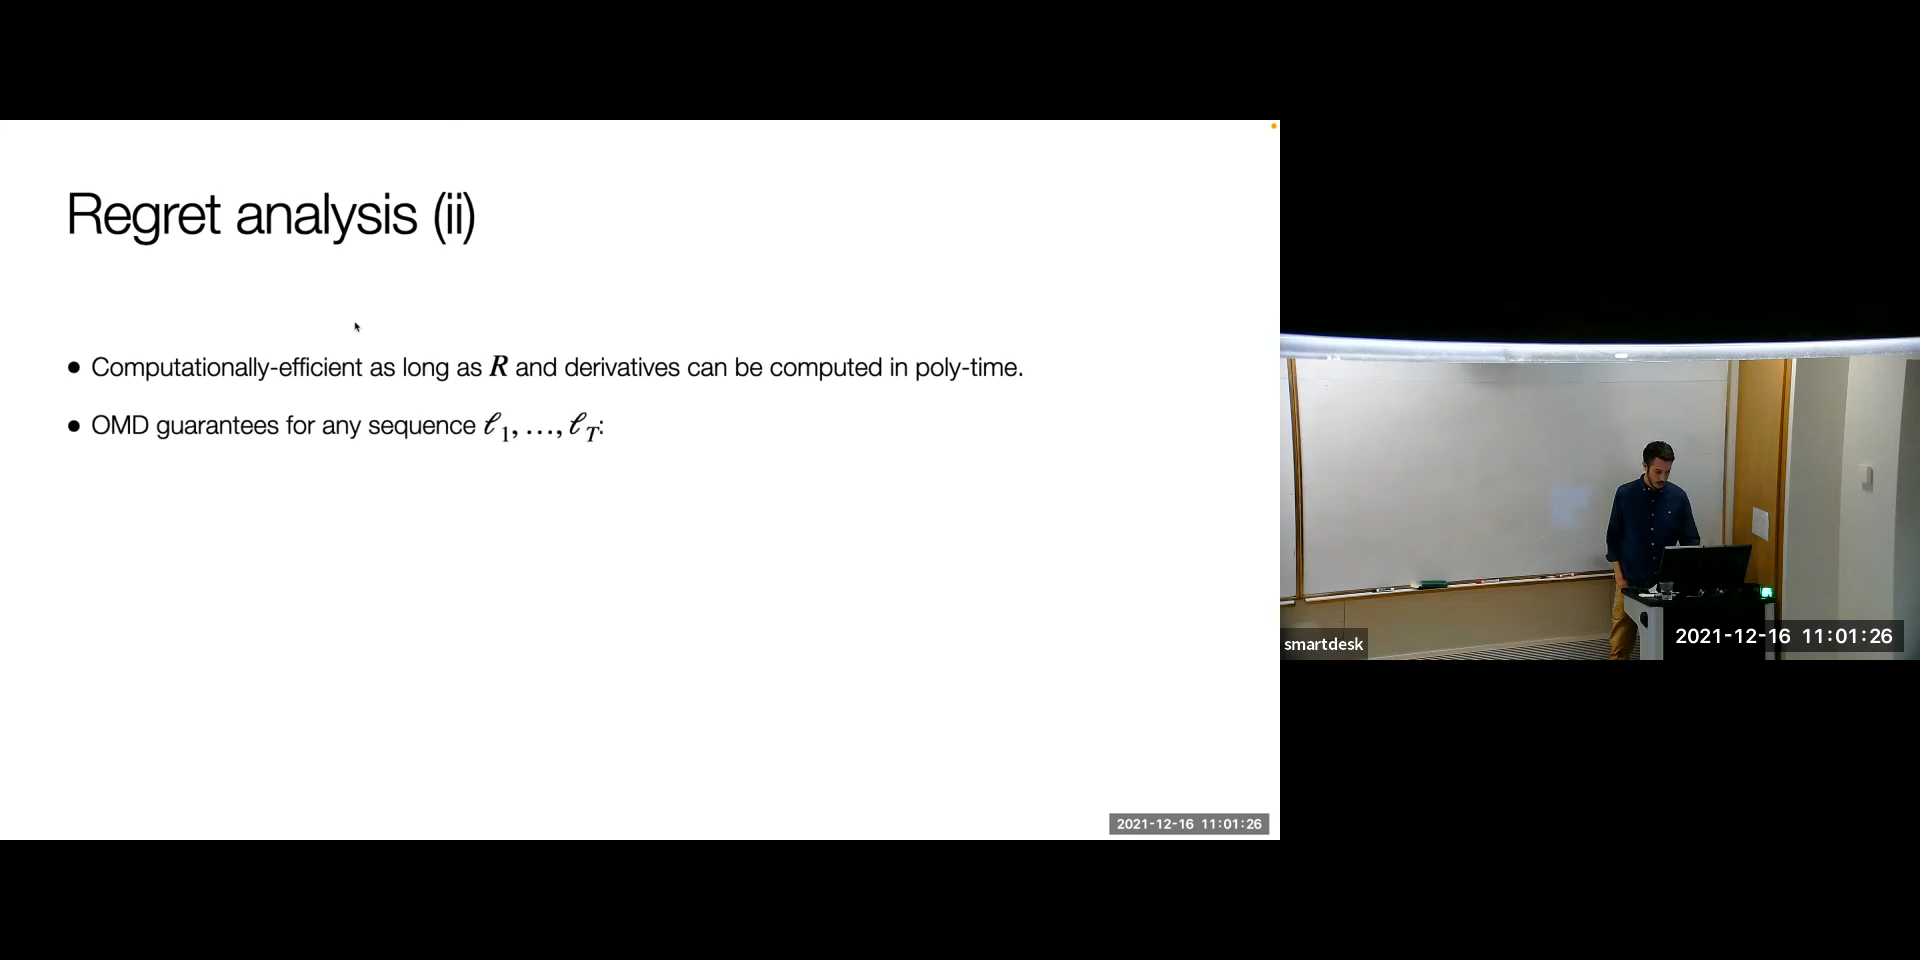 Regret analysis (ii)
● Computationally-efficient as long as R and derivatives can be computed in poly-time.
● OMD guarantees for any sequence ℓ₁, …, ℓ_T:
2021-12-16 11:01:26
smartdesk
2021-12-16 11:01:26